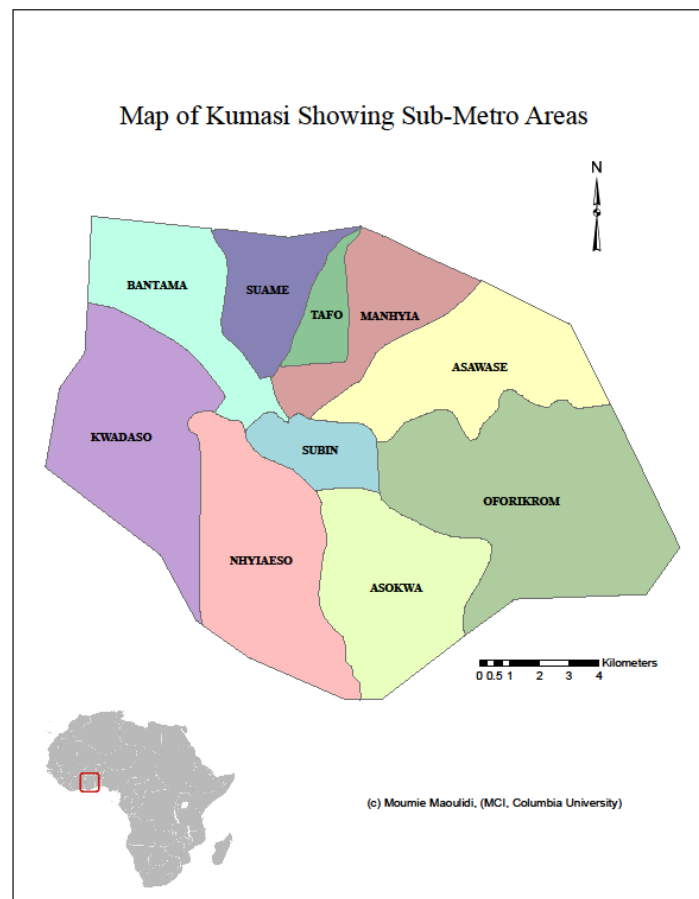 Map of Kumasi Showing Sub-Metro Areas
N
BANTAMA
SUAME
TAFO
MANHYIA
ASAWASE
KWADASO
SUBIN
OFORIKROM
NHYIAESO
ASOKWA
Kilometers
0 0.5 1 2 3 4
(c) Moumie Maoulidi, (MCI, Columbia University)